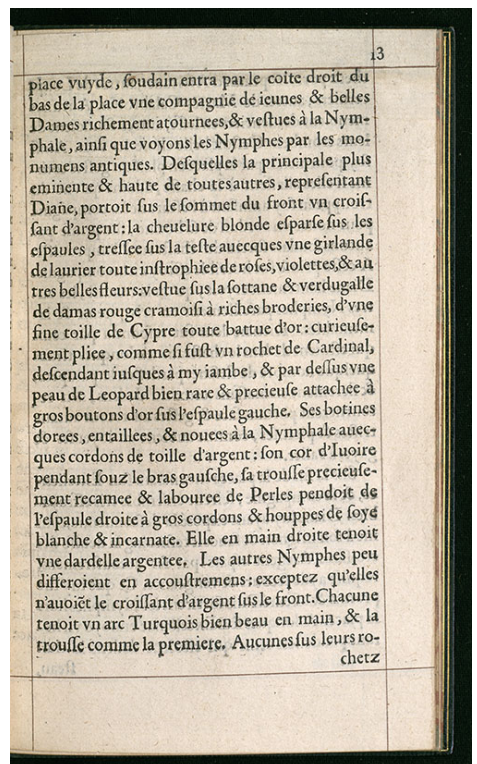 13
place vuyde, ſoudain entra par le coſte droit du
bas de la place vne compagnie de ieunes & belles
Dames richement atournees, & veſtues à la Nym-
phale, ainſi que voyons les Nymphes par les mo-
numens antiques. Deſquelles la principale plus
eminente & haute de toutes autres, repreſentant
Diane, portoit ſus le ſommet du front vn croiſ-
ſant d'argent: la cheuelure blonde eſparſe ſus les
eſpaules, treſſee ſus la teſte auecques vne girlande
de laurier toute inſtrophiee de roſes, violettes, & au
tres belles fleurs: veſtue ſus la ſottane & verdugalle
de damas rouge cramoiſi à riches broderies, d'vne
fine toille de Cypre toute battue d'or: curieuſe-
ment pliee, comme ſi fuſt vn rochet de Cardinal,
deſcendant iuſques à my iambe, & par deſſus vne
peau de Leopard bien rare & precieuſe attachee à
gros boutons d'or ſus l'eſpaule gauche. Ses botines
dorees, entaillees, & nouees à la Nymphale auec-
ques cordons de toille d'argent: ſon cor d'Iuoire
pendant ſouz le bras gauſche, ſa trouſſe precieuſe-
ment recamee & labouree de Perles pendoit de
l'eſpaule droite à gros cordons & houppes de ſoye
blanche & incarnate. Elle en main droite tenoit
vne dardelle argentee. Les autres Nymphes peu
differoient en accouſtremens; exceptez qu'elles
n'auoiẽt le croiſſant d'argent ſus le front. Chacune
tenoit vn arc Turquois bien beau en main, & la
trouſſe comme la premiere. Aucunes ſus leurs ro-
chetz